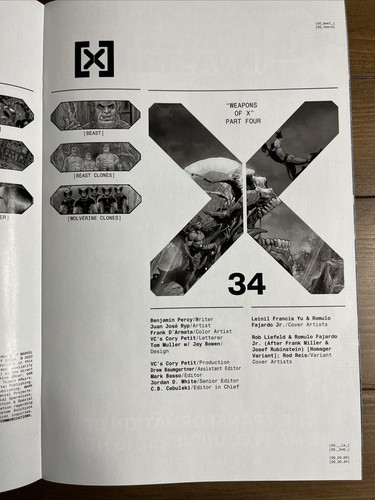 [00_best_]
[00_there]
[X]
"WEAPONS
OF X"
PART FOUR
[BEAST]
[BEAST CLONES]
[WOLVERINE CLONES]
34
Benjamin Percy/Writer
Juan José Ryp/Artist
Frank D'Armata/Color Artist
VC's Cory Petit/Letterer
Tom Muller w/ Jay Bowen/
Design
VC's Cory Petit/Production
Drew Baumgartner/Assistant Editor
Mark Basso/Editor
Jordan D. White/Senior Editor
C.B. Cebulski/Editor in Chief
Leinil Francis Yu & Romulo
Fajardo Jr./Cover Artists
Rob Liefeld & Romulo Fajardo
Jr. (After Frank Miller &
Josef Rubinstein) [Homager
Variant]; Rod Reis/Variant
Cover Artists